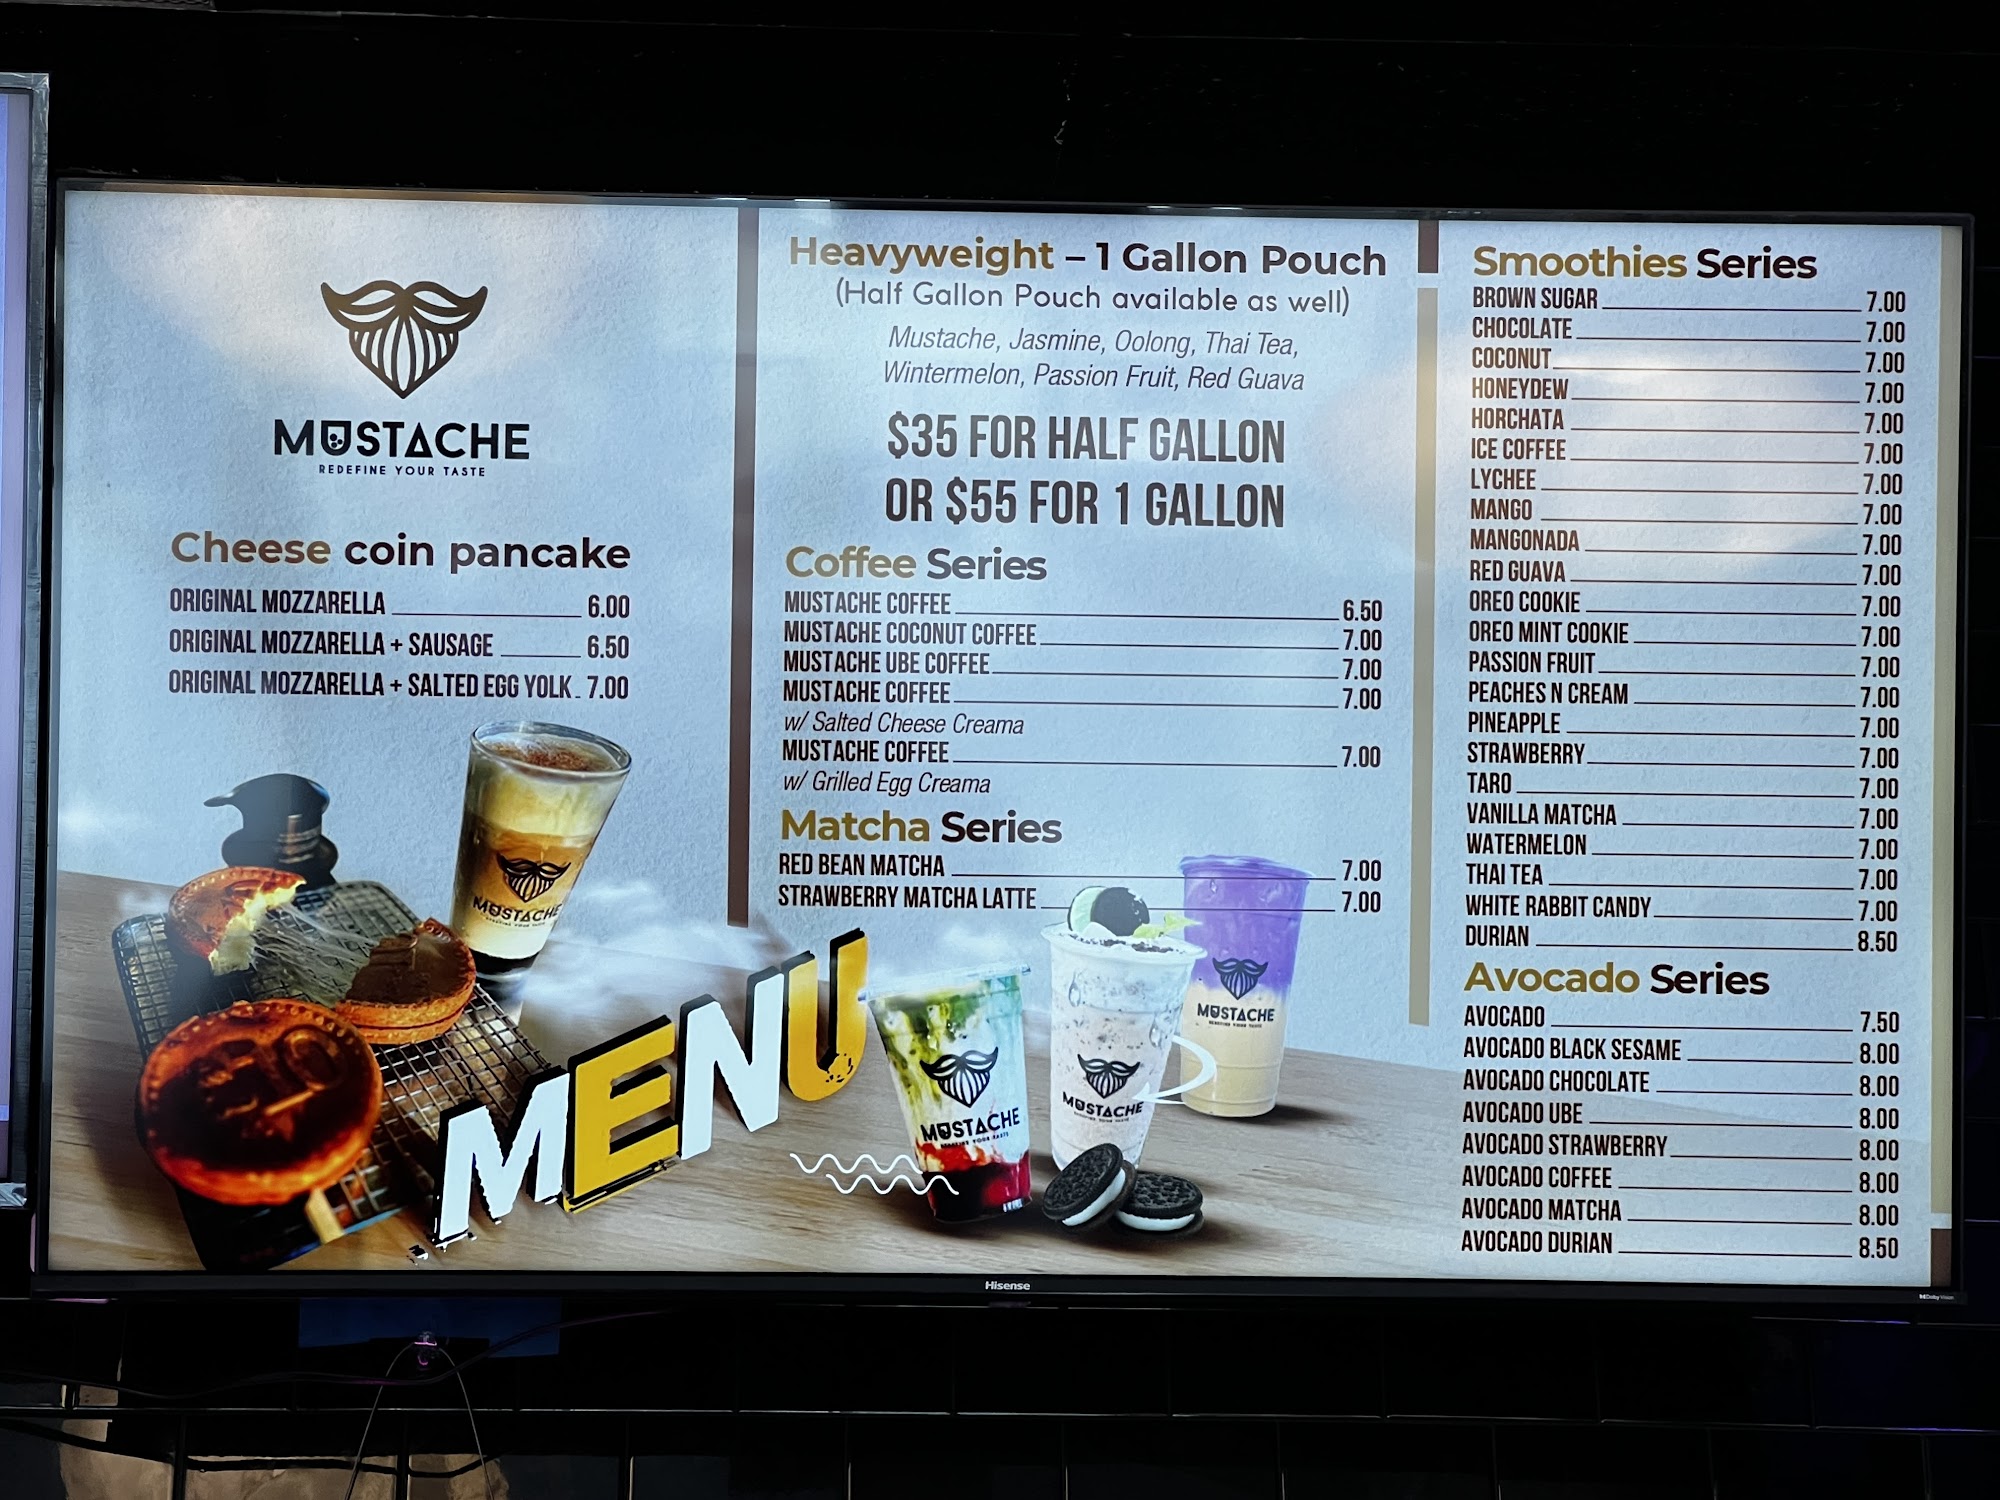 MUSTACHE
REDEFINE YOUR TASTE
Cheese coin pancake
ORIGINAL MOZZARELLA 6.00
ORIGINAL MOZZARELLA + SAUSAGE 6.50
ORIGINAL MOZZARELLA + SALTED EGG YOLK 7.00
MUSTACHE
MENU
Heavyweight – 1 Gallon Pouch
(Half Gallon Pouch available as well)
Mustache, Jasmine, Oolong, Thai Tea,
Wintermelon, Passion Fruit, Red Guava
$35 FOR HALF GALLON
OR $55 FOR 1 GALLON
Coffee Series
MUSTACHE COFFEE 6.50
MUSTACHE COCONUT COFFEE 7.00
MUSTACHE UBE COFFEE 7.00
MUSTACHE COFFEE 7.00
w/ Salted Cheese Creama
MUSTACHE COFFEE 7.00
w/ Grilled Egg Creama
Matcha Series
RED BEAN MATCHA 7.00
STRAWBERRY MATCHA LATTE 7.00
MUSTACHE
REDEFINE YOUR TASTE
MUSTACHE
MUSTACHE
REDEFINE YOUR TASTE
Smoothies Series
BROWN SUGAR 7.00
CHOCOLATE 7.00
COCONUT 7.00
HONEYDEW 7.00
HORCHATA 7.00
ICE COFFEE 7.00
LYCHEE 7.00
MANGO 7.00
MANGONADA 7.00
RED GUAVA 7.00
OREO COOKIE 7.00
OREO MINT COOKIE 7.00
PASSION FRUIT 7.00
PEACHES N CREAM 7.00
PINEAPPLE 7.00
STRAWBERRY 7.00
TARO 7.00
VANILLA MATCHA 7.00
WATERMELON 7.00
THAI TEA 7.00
WHITE RABBIT CANDY 7.00
DURIAN 8.50
Avocado Series
AVOCADO 7.50
AVOCADO BLACK SESAME 8.00
AVOCADO CHOCOLATE 8.00
AVOCADO UBE 8.00
AVOCADO STRAWBERRY 8.00
AVOCADO COFFEE 8.00
AVOCADO MATCHA 8.00
AVOCADO DURIAN 8.50
Hisense
Dolby Vision